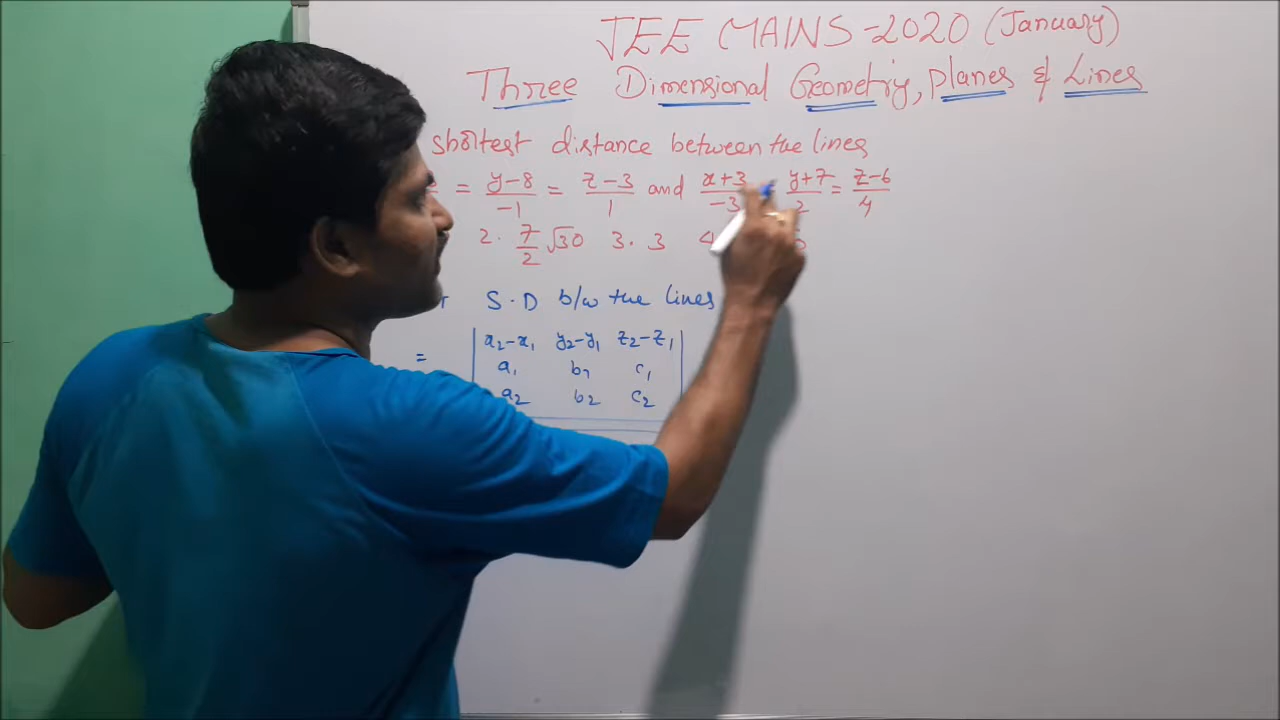 JEE MAINS-2020 (January)
Three Dimensional Geometry, planes & Lines
shortest distance between the lines
= y-8/-1 = z-3/1 and x+3/-3 = y+7/2 = z-6/4
2. 7/2 √30 3. 3 4
S.D b/w the lines
= | x2-x1 y2-y1 z2-z1 |
a1 b1 c1
a2 b2 c2